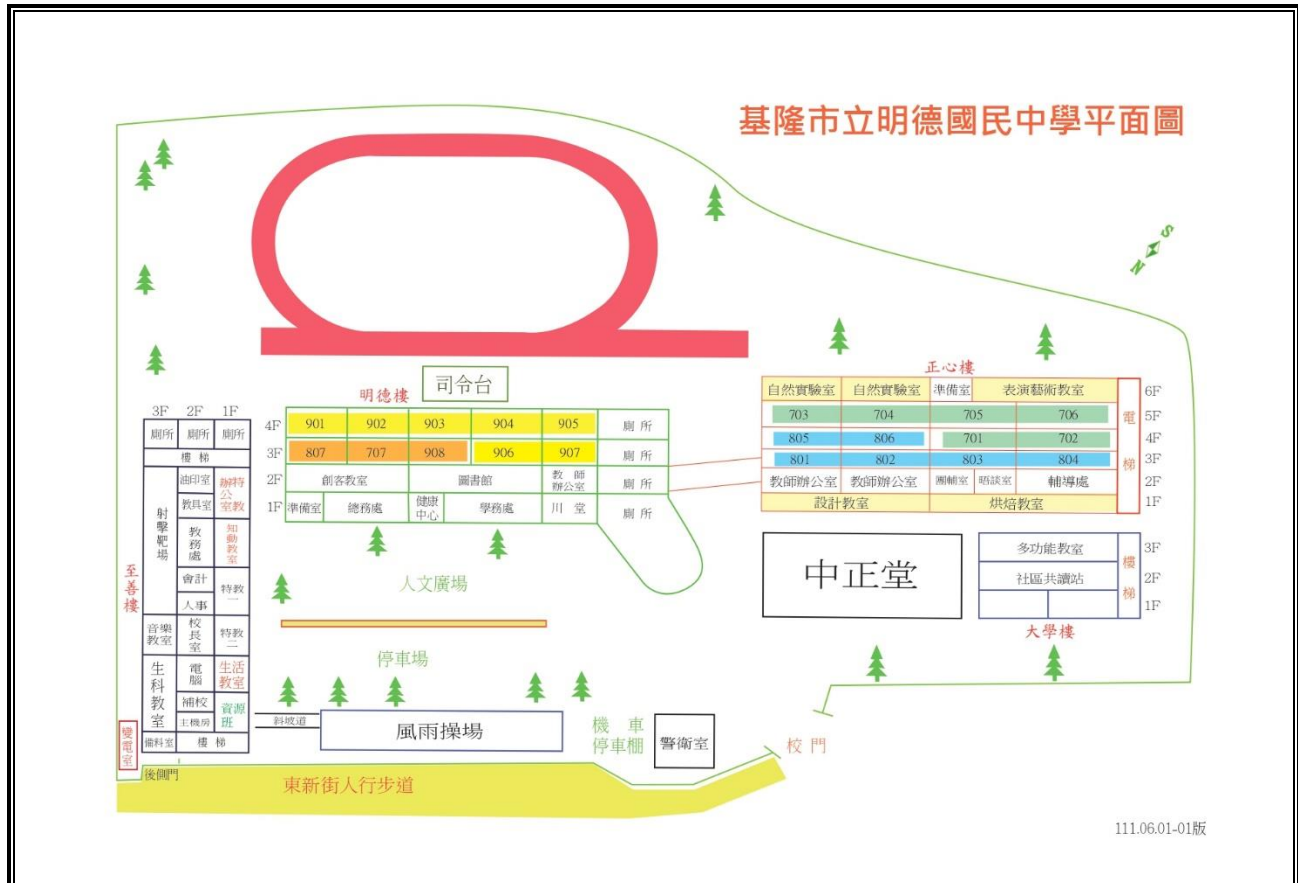 基隆市立明德國民中學平面圖
S
N
司令台
明德樓
正心樓
4F 901 902 903 904 905 廁所
3F 807 707 908 906 907 廁所
2F 創客教室 圖書館 教師辦公室 廁所
1F 準備室 總務處 健康中心 學務處 川堂 廁所
自然實驗室 自然實驗室 準備室 表演藝術教室 6F
703 704 705 706 5F
805 806 701 702 4F
801 802 803 804 3F
教師辦公室 教師辦公室 團輔室 晤談室 輔導處 2F
設計教室 烘焙教室 1F
電梯
3F 2F 1F
廁所 廁所 廁所
樓梯
射擊靶場 油印室 特教辦公室
教具室
教務處 知動教室
會計 特教一
人事
音樂教室 校長室 特教二
生科教室 電腦 生活教室
補校 資源班
主機房
備料室 樓梯
至善樓
變電室
後側門
人文廣場
停車場
斜坡道
風雨操場
機車
停車棚
警衛室
校門
東新街人行步道
中正堂
多功能教室 3F
社區共讀站 2F
1F
樓梯
大學樓
111.06.01-01版